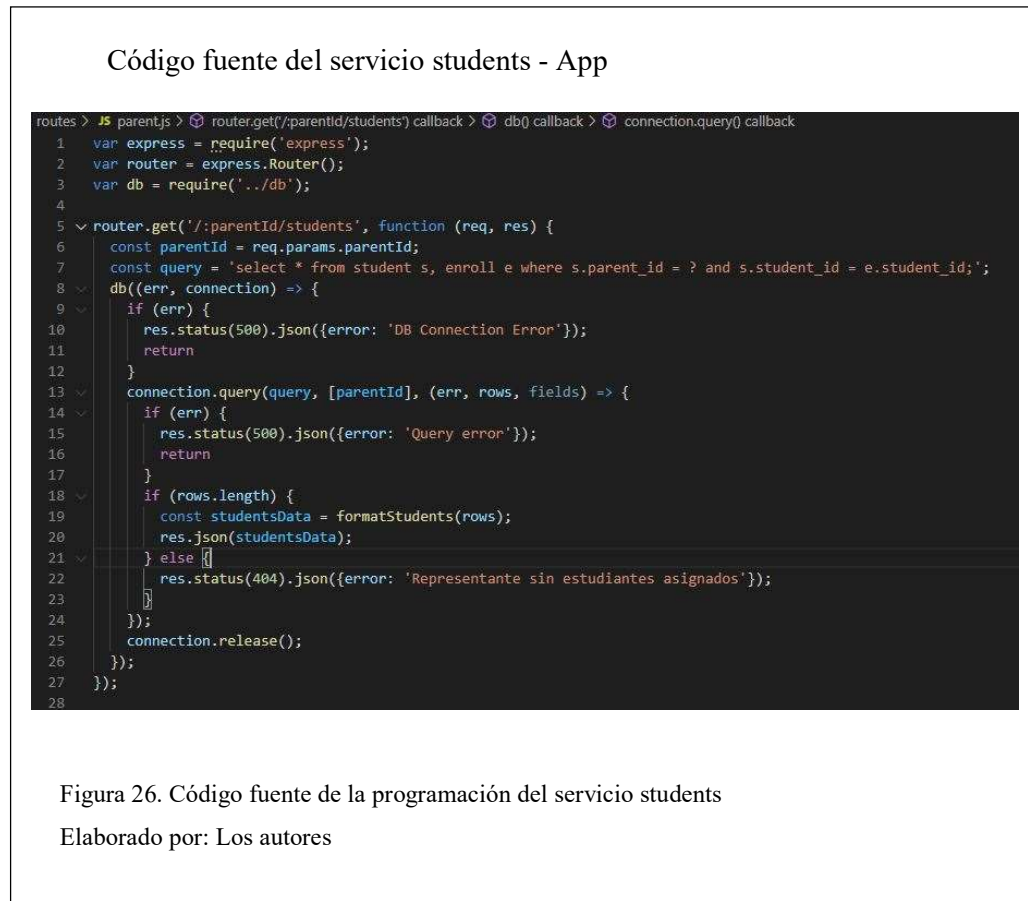 Código fuente del servicio students - App
routes > JS parent.js > router.get('/:parentId/students') callback > db() callback > connection.query() callback
1 var express = require('express');
2 var router = express.Router();
3 var db = require('../db');
4
5 router.get('/:parentId/students', function (req, res) {
6 const parentId = req.params.parentId;
7 const query = 'select * from student s, enroll e where s.parent_id = ? and s.student_id = e.student_id;';
8 db((err, connection) => {
9 if (err) {
10 res.status(500).json({error: 'DB Connection Error'});
11 return
12 }
13 connection.query(query, [parentId], (err, rows, fields) => {
14 if (err) {
15 res.status(500).json({error: 'Query error'});
16 return
17 }
18 if (rows.length) {
19 const studentsData = formatStudents(rows);
20 res.json(studentsData);
21 } else {
22 res.status(404).json({error: 'Representante sin estudiantes asignados'});
23 }
24 });
25 connection.release();
26 });
27 });
28
Figura 26. Código fuente de la programación del servicio students
Elaborado por: Los autores